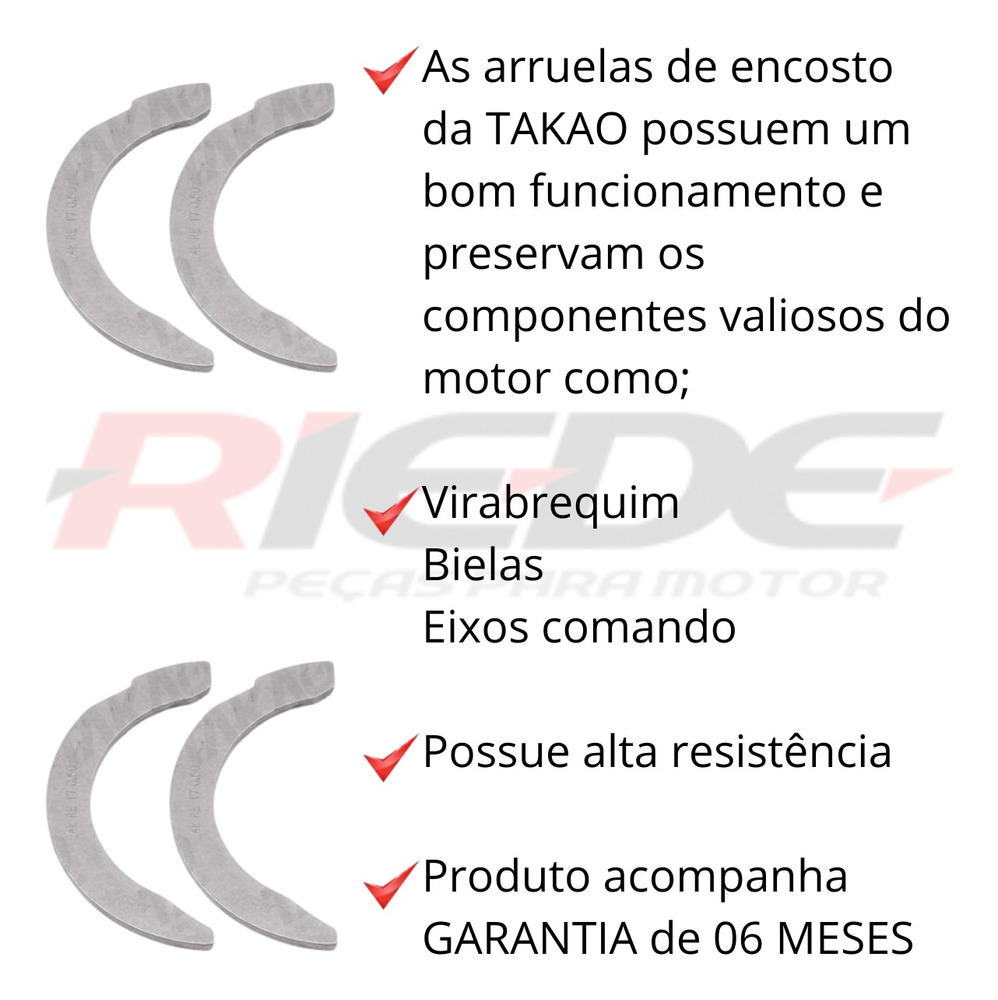 As arruelas de encosto
da TAKAO possuem um
bom funcionamento e
preservam os
componentes valiosos do
motor como;
RIEDE
Virabrequim
Bielas
PEÇAS PARA MOTOR
Eixos comando
Possue alta resistência
Produto acompanha
GARANTIA de 06 MESES